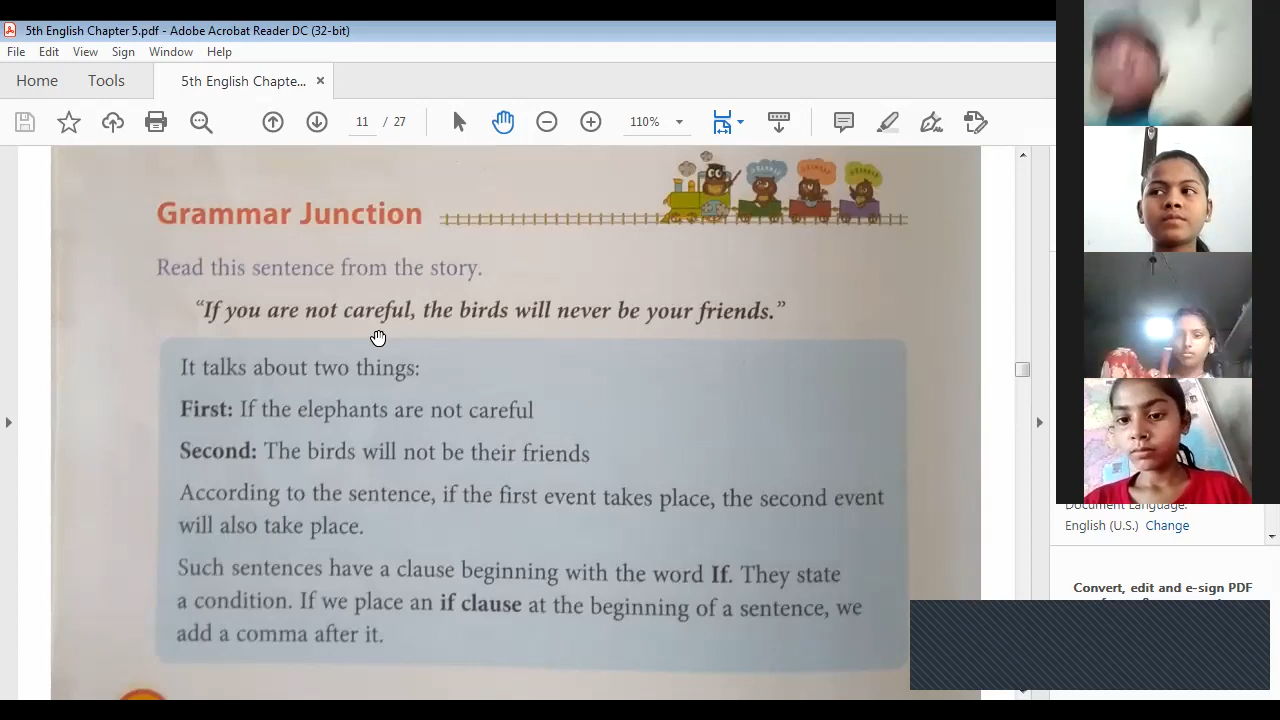 5th English Chapter 5.pdf - Adobe Acrobat Reader DC (32-bit)
File Edit View Sign Window Help
Home Tools 5th English Chapte... ×
11 / 27 110%
Grammar Junction
Read this sentence from the story.
“If you are not careful, the birds will never be your friends.”
It talks about two things:
First: If the elephants are not careful
Second: The birds will not be their friends
According to the sentence, if the first event takes place, the second event
will also take place.
Such sentences have a clause beginning with the word If. They state
a condition. If we place an if clause at the beginning of a sentence, we
add a comma after it.
Document Language:
English (U.S.) Change
Convert, edit and e-sign PDF